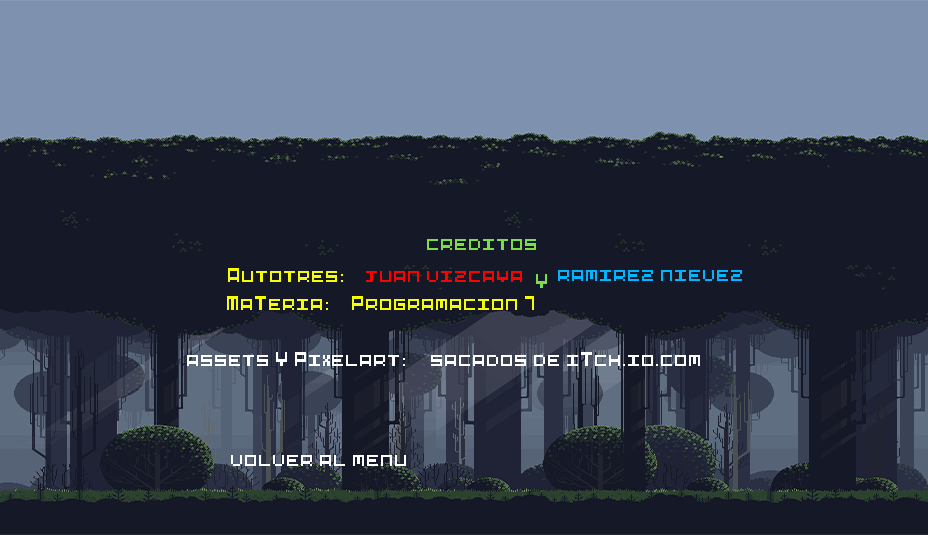 CREDITOS
AUTOTRES: JUAN VIZCAYA Y RAMIREZ NIEVEZ
MATERIA: PROGRAMACION 1
ASSETS Y PIXELART: SACADOS DE ITCH.IO.COM
VOLVER AL MENU